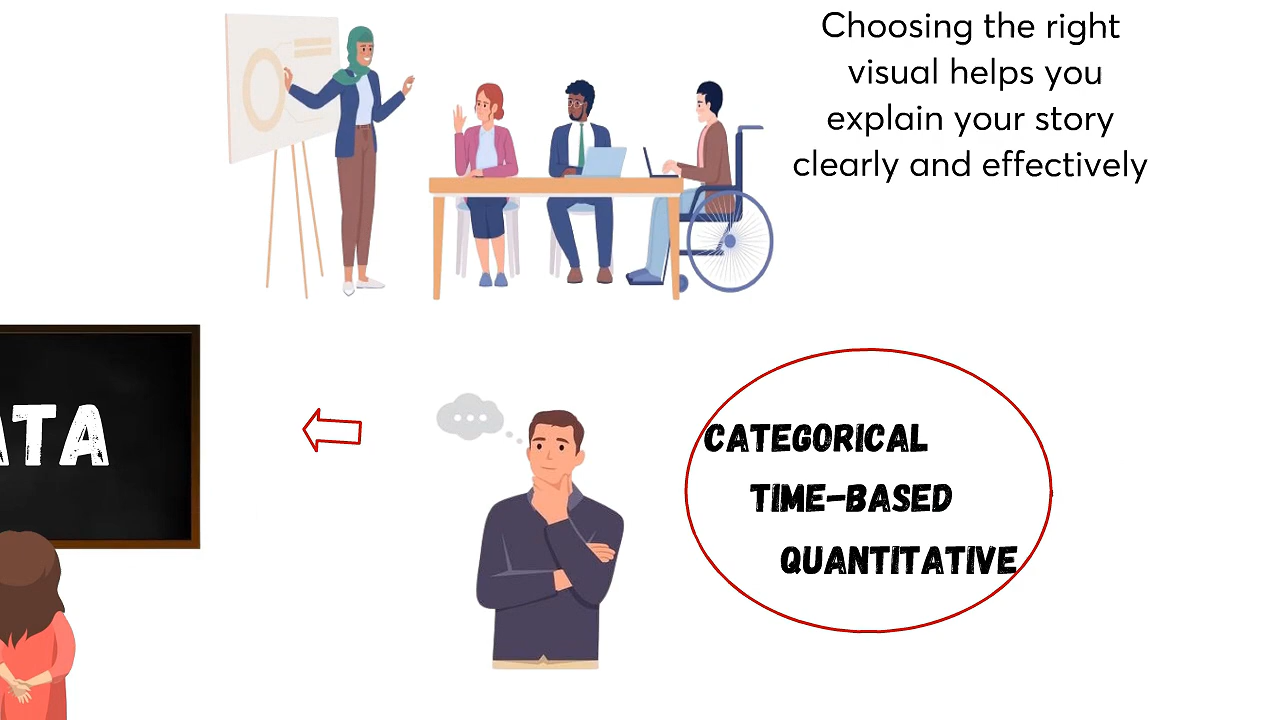 Choosing the right
visual helps you
explain your story
clearly and effectively
ATA
CATEGORICAL
TIME-BASED
QUANTITATIVE